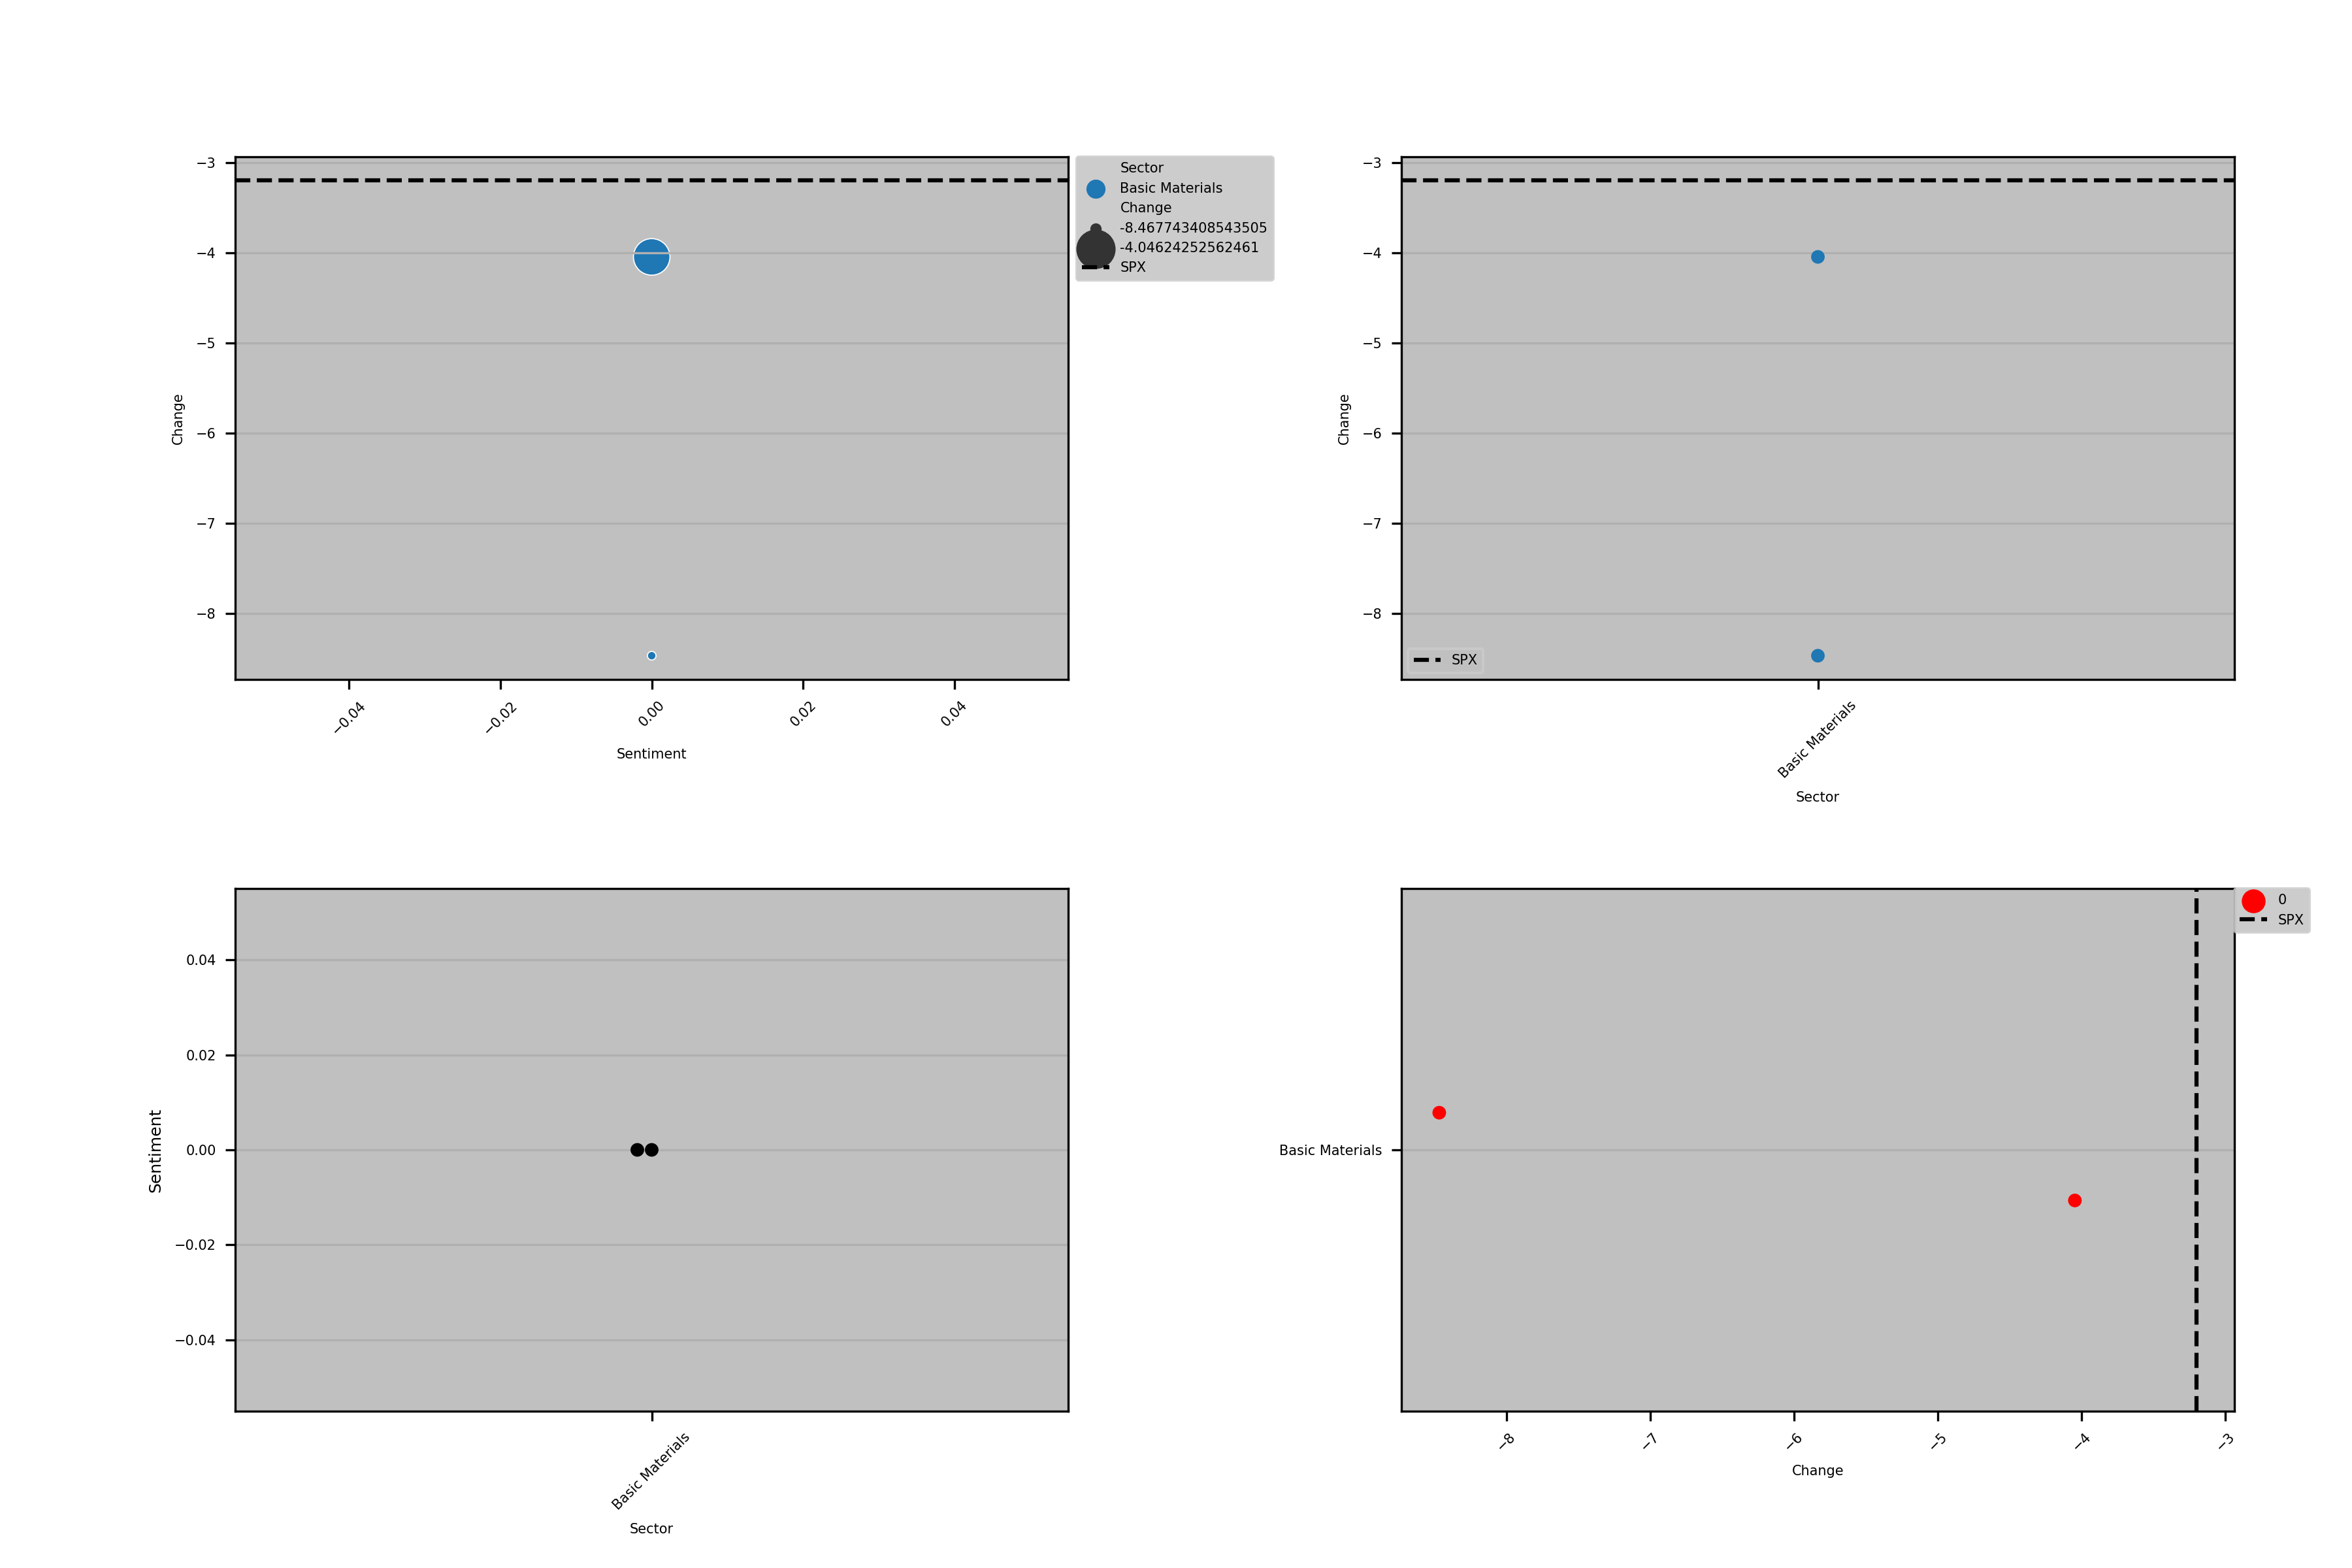 −3
−4
−5
−6
−7
−8
Change
−0.04
−0.02
0.00
0.02
0.04
Sentiment
Sector
Basic Materials
Change
-8.467743408543505
-4.04624252562461
SPX
−3
−4
−5
−6
−7
−8
Change
SPX
Basic Materials
Sector
0.04
0.02
0.00
−0.02
−0.04
Sentiment
Basic Materials
Sector
Basic Materials
−8
−7
−6
−5
−4
−3
Change
0
SPX